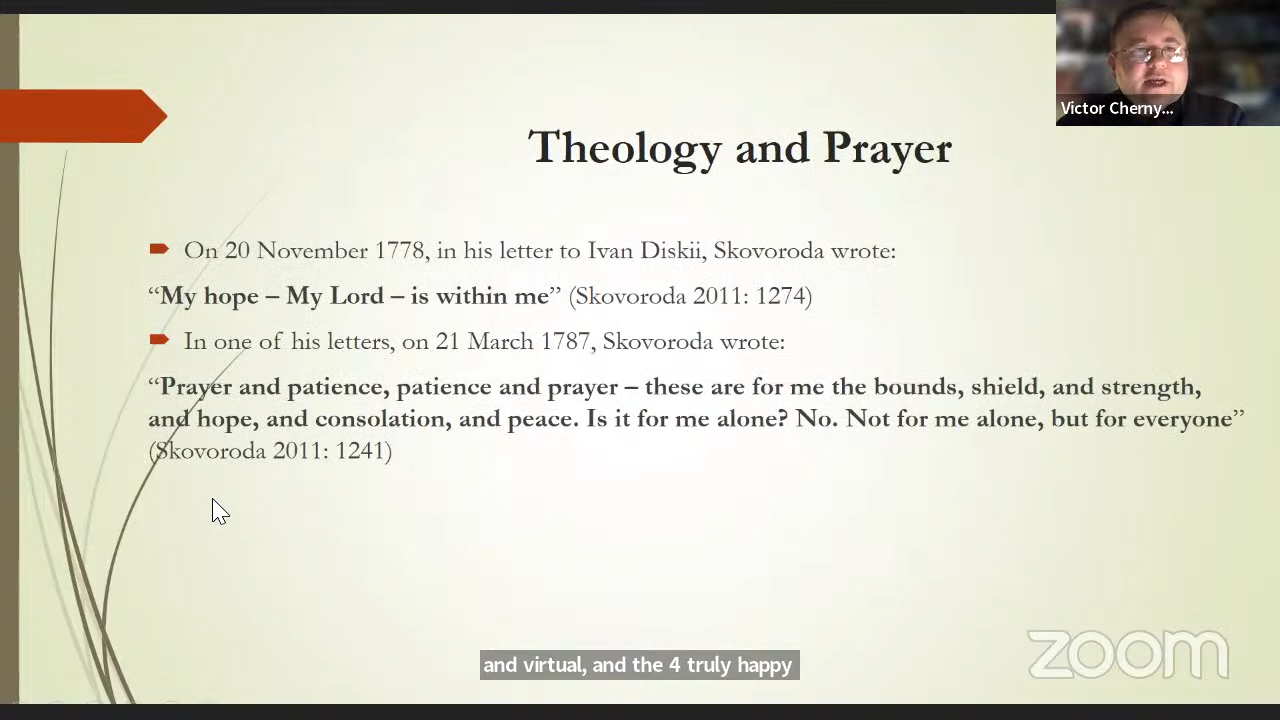 Victor Cherny...
Theology and Prayer
On 20 November 1778, in his letter to Ivan Diskii, Skovoroda wrote:
“My hope – My Lord – is within me” (Skovoroda 2011: 1274)
In one of his letters, on 21 March 1787, Skovoroda wrote:
“Prayer and patience, patience and prayer – these are for me the bounds, shield, and strength,
and hope, and consolation, and peace. Is it for me alone? No. Not for me alone, but for everyone”
(Skovoroda 2011: 1241)
and virtual, and the 4 truly happy
zoom